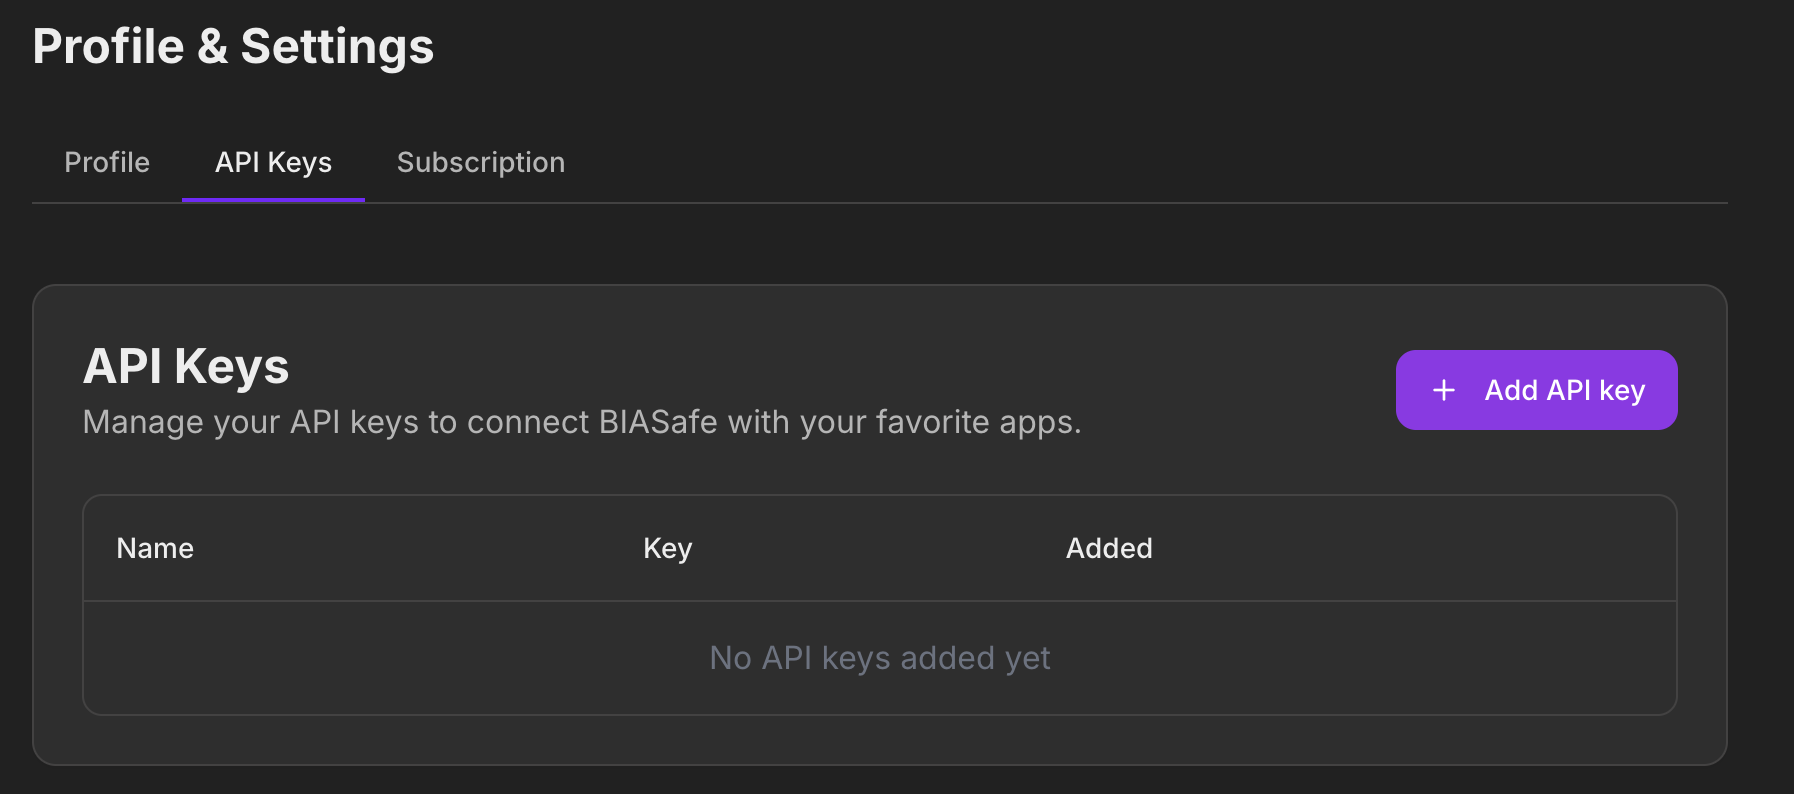 Profile & Settings
Profile API Keys Subscription
API Keys
Manage your API keys to connect BIASafe with your favorite apps.
+ Add API key
Name Key Added
No API keys added yet